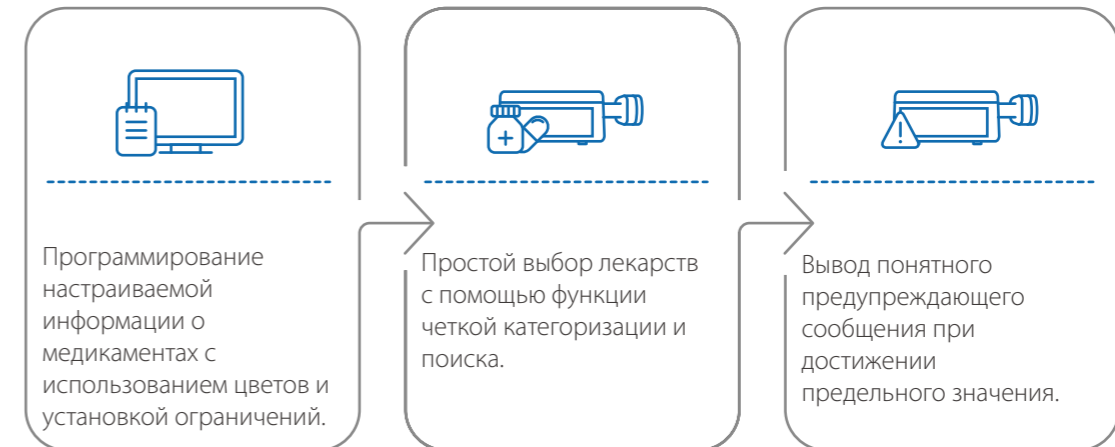 Программирование
настраиваемой
информации о
медикаментах с
использованием цветов и
установкой ограничений.
Простой выбор лекарств
с помощью функции
четкой категоризации и
поиска.
Вывод понятного
предупреждающего
сообщения при
достижении
предельного значения.